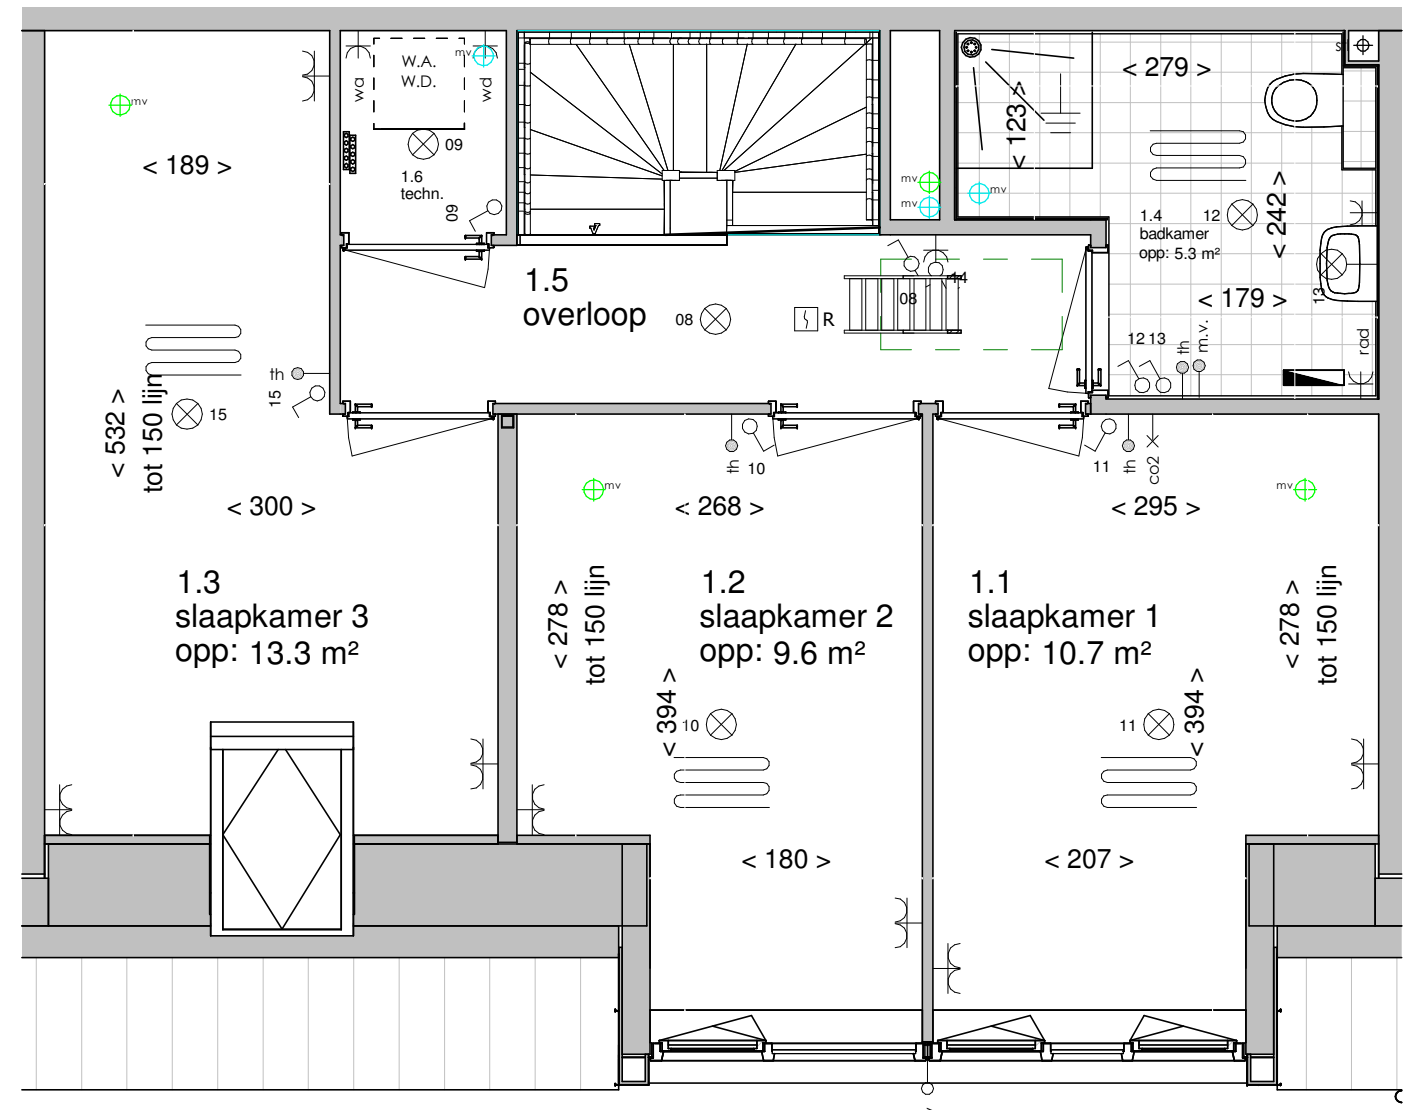 W.A.
W.D.
wa
wd
mv
09
1.6
techn.
09
mv
< 189 >
< 279 >
< 123 >
mv
mv
mv
1.4
badkamer
opp: 5.3 m²
12
< 242 >
< 179 >
13
12 13
th
m.v.
rad
1.5
overloop
08
R
08
14
th
15
15
< 532 >
tot 150 lijn
< 300 >
th
10
11
th
co2
mv
< 268 >
< 295 >
mv
1.3
slaapkamer 3
opp: 13.3 m²
< 278 >
tot 150 lijn
1.2
slaapkamer 2
opp: 9.6 m²
1.1
slaapkamer 1
opp: 10.7 m²
< 278 >
tot 150 lijn
< 394 >
10
11
< 394 >
< 180 >
< 207 >